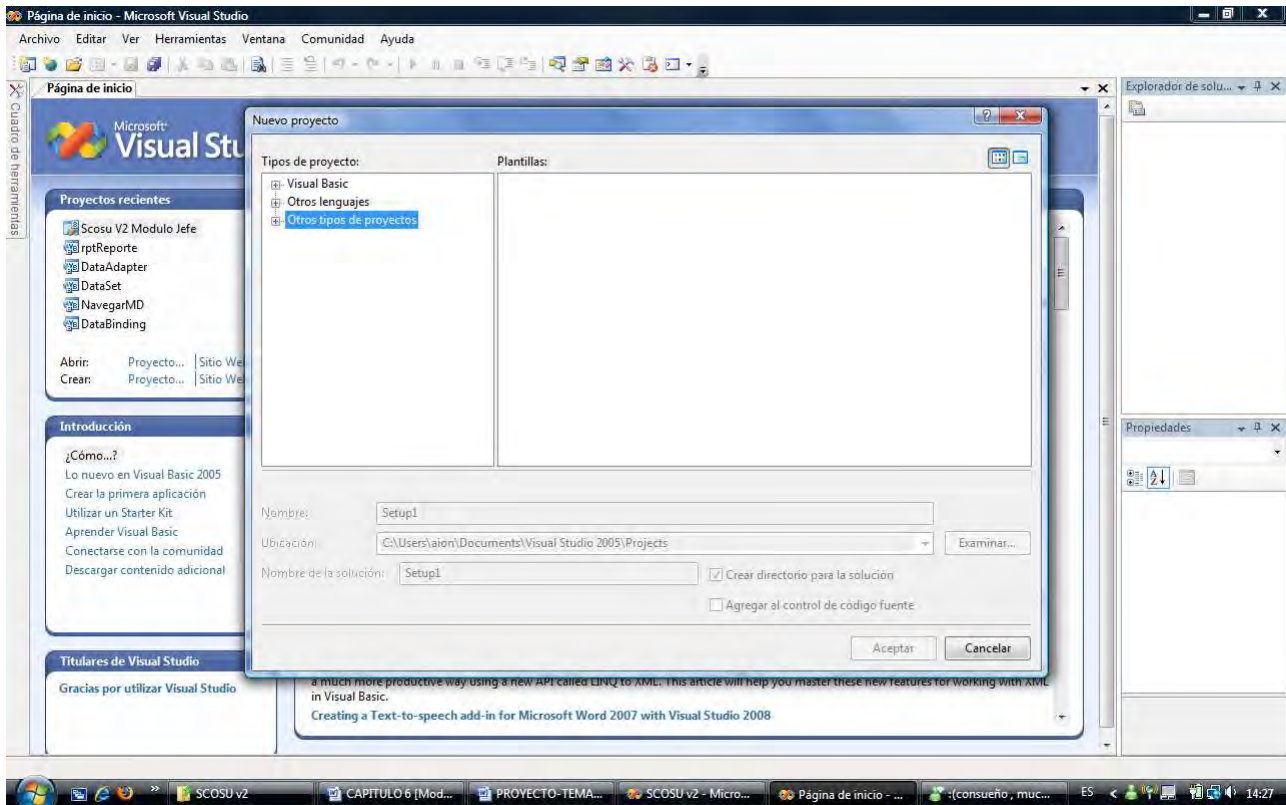 Página de inicio - Microsoft Visual Studio
Archivo Editar Ver Herramientas Ventana Comunidad Ayuda
Cuadro de herramientas
Página de inicio
Microsoft
Visual Stu
Proyectos recientes
Scosu V2 Modulo Jefe
rptReporte
DataAdapter
DataSet
NavegarMD
DataBinding
Abrir: Proyecto... Sitio We
Crear: Proyecto... Sitio We
Introducción
¿Cómo...?
Lo nuevo en Visual Basic 2005
Crear la primera aplicación
Utilizar un Starter Kit
Aprender Visual Basic
Conectarse con la comunidad
Descargar contenido adicional
Titulares de Visual Studio
Gracias por utilizar Visual Studio
Nuevo proyecto
Tipos de proyecto:
Plantillas:
Visual Basic
Otros lenguajes
Otros tipos de proyectos
Nombre: Setup1
Ubicación: C:\Users\aion\Documents\Visual Studio 2005\Projects
Examinar...
Nombre de la solución: Setup1
Crear directorio para la solución
Agregar al control de código fuente
Aceptar Cancelar
a much more productive way using a new API called LINQ to XML. This article will help you master these new features for working with XML
in Visual Basic.
Creating a Text-to-speech add-in for Microsoft Word 2007 with Visual Studio 2008
Explorador de solu...
Propiedades
SCOSU v2
CAPITULO 6 [Mod...
PROYECTO-TEMA...
SCOSU v2 - Micro...
Página de inicio - ...
:(consueño , muc...
ES
14:27